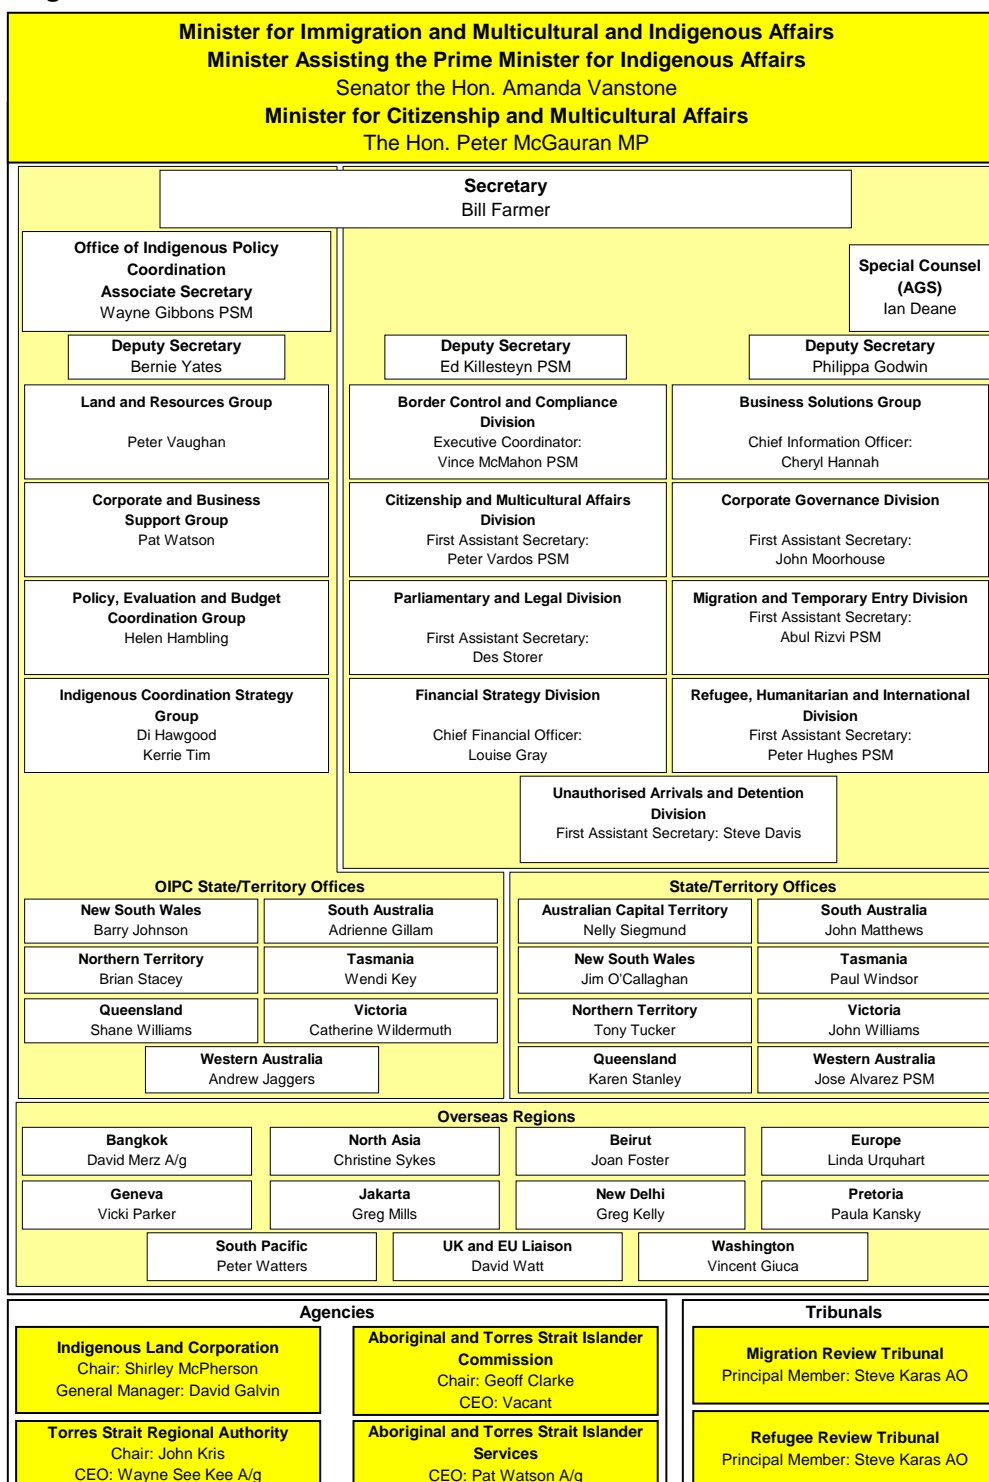 Minister for Immigration and Multicultural and Indigenous Affairs
Minister Assisting the Prime Minister for Indigenous Affairs
Senator the Hon. Amanda Vanstone
Minister for Citizenship and Multicultural Affairs
The Hon. Peter McGauran MP
Secretary
Bill Farmer
Office of Indigenous Policy
Coordination
Associate Secretary
Wayne Gibbons PSM
Special Counsel
(AGS)
Ian Deane
Deputy Secretary
Bernie Yates
Deputy Secretary
Ed Killesteyn PSM
Deputy Secretary
Philippa Godwin
Land and Resources Group
Peter Vaughan
Border Control and Compliance
Division
Executive Coordinator:
Vince McMahon PSM
Business Solutions Group
Chief Information Officer:
Cheryl Hannah
Corporate and Business
Support Group
Pat Watson
Citizenship and Multicultural Affairs
Division
First Assistant Secretary:
Peter Vardos PSM
Corporate Governance Division
First Assistant Secretary:
John Moorhouse
Policy, Evaluation and Budget
Coordination Group
Helen Hambling
Parliamentary and Legal Division
First Assistant Secretary:
Des Storer
Migration and Temporary Entry Division
First Assistant Secretary:
Abul Rizvi PSM
Indigenous Coordination Strategy
Group
Di Hawgood
Kerrie Tim
Financial Strategy Division
Chief Financial Officer:
Louise Gray
Refugee, Humanitarian and International
Division
First Assistant Secretary:
Peter Hughes PSM
Unauthorised Arrivals and Detention
Division
First Assistant Secretary: Steve Davis
OIPC State/Territory Offices
New South Wales
Barry Johnson
South Australia
Adrienne Gillam
Northern Territory
Brian Stacey
Tasmania
Wendi Key
Queensland
Shane Williams
Victoria
Catherine Wildermuth
Western Australia
Andrew Jaggers
State/Territory Offices
Australian Capital Territory
Nelly Siegmund
South Australia
John Matthews
New South Wales
Jim O'Callaghan
Tasmania
Paul Windsor
Northern Territory
Tony Tucker
Victoria
John Williams
Queensland
Karen Stanley
Western Australia
Jose Alvarez PSM
Overseas Regions
Bangkok
David Merz A/g
North Asia
Christine Sykes
Beirut
Joan Foster
Europe
Linda Urquhart
Geneva
Vicki Parker
Jakarta
Greg Mills
New Delhi
Greg Kelly
Pretoria
Paula Kansky
South Pacific
Peter Watters
UK and EU Liaison
David Watt
Washington
Vincent Giuca
Agencies
Indigenous Land Corporation
Chair: Shirley McPherson
General Manager: David Galvin
Aboriginal and Torres Strait Islander
Commission
Chair: Geoff Clarke
CEO: Vacant
Torres Strait Regional Authority
Chair: John Kris
CEO: Wayne See Kee A/g
Aboriginal and Torres Strait Islander
Services
CEO: Pat Watson A/g
Tribunals
Migration Review Tribunal
Principal Member: Steve Karas AO
Refugee Review Tribunal
Principal Member: Steve Karas AO